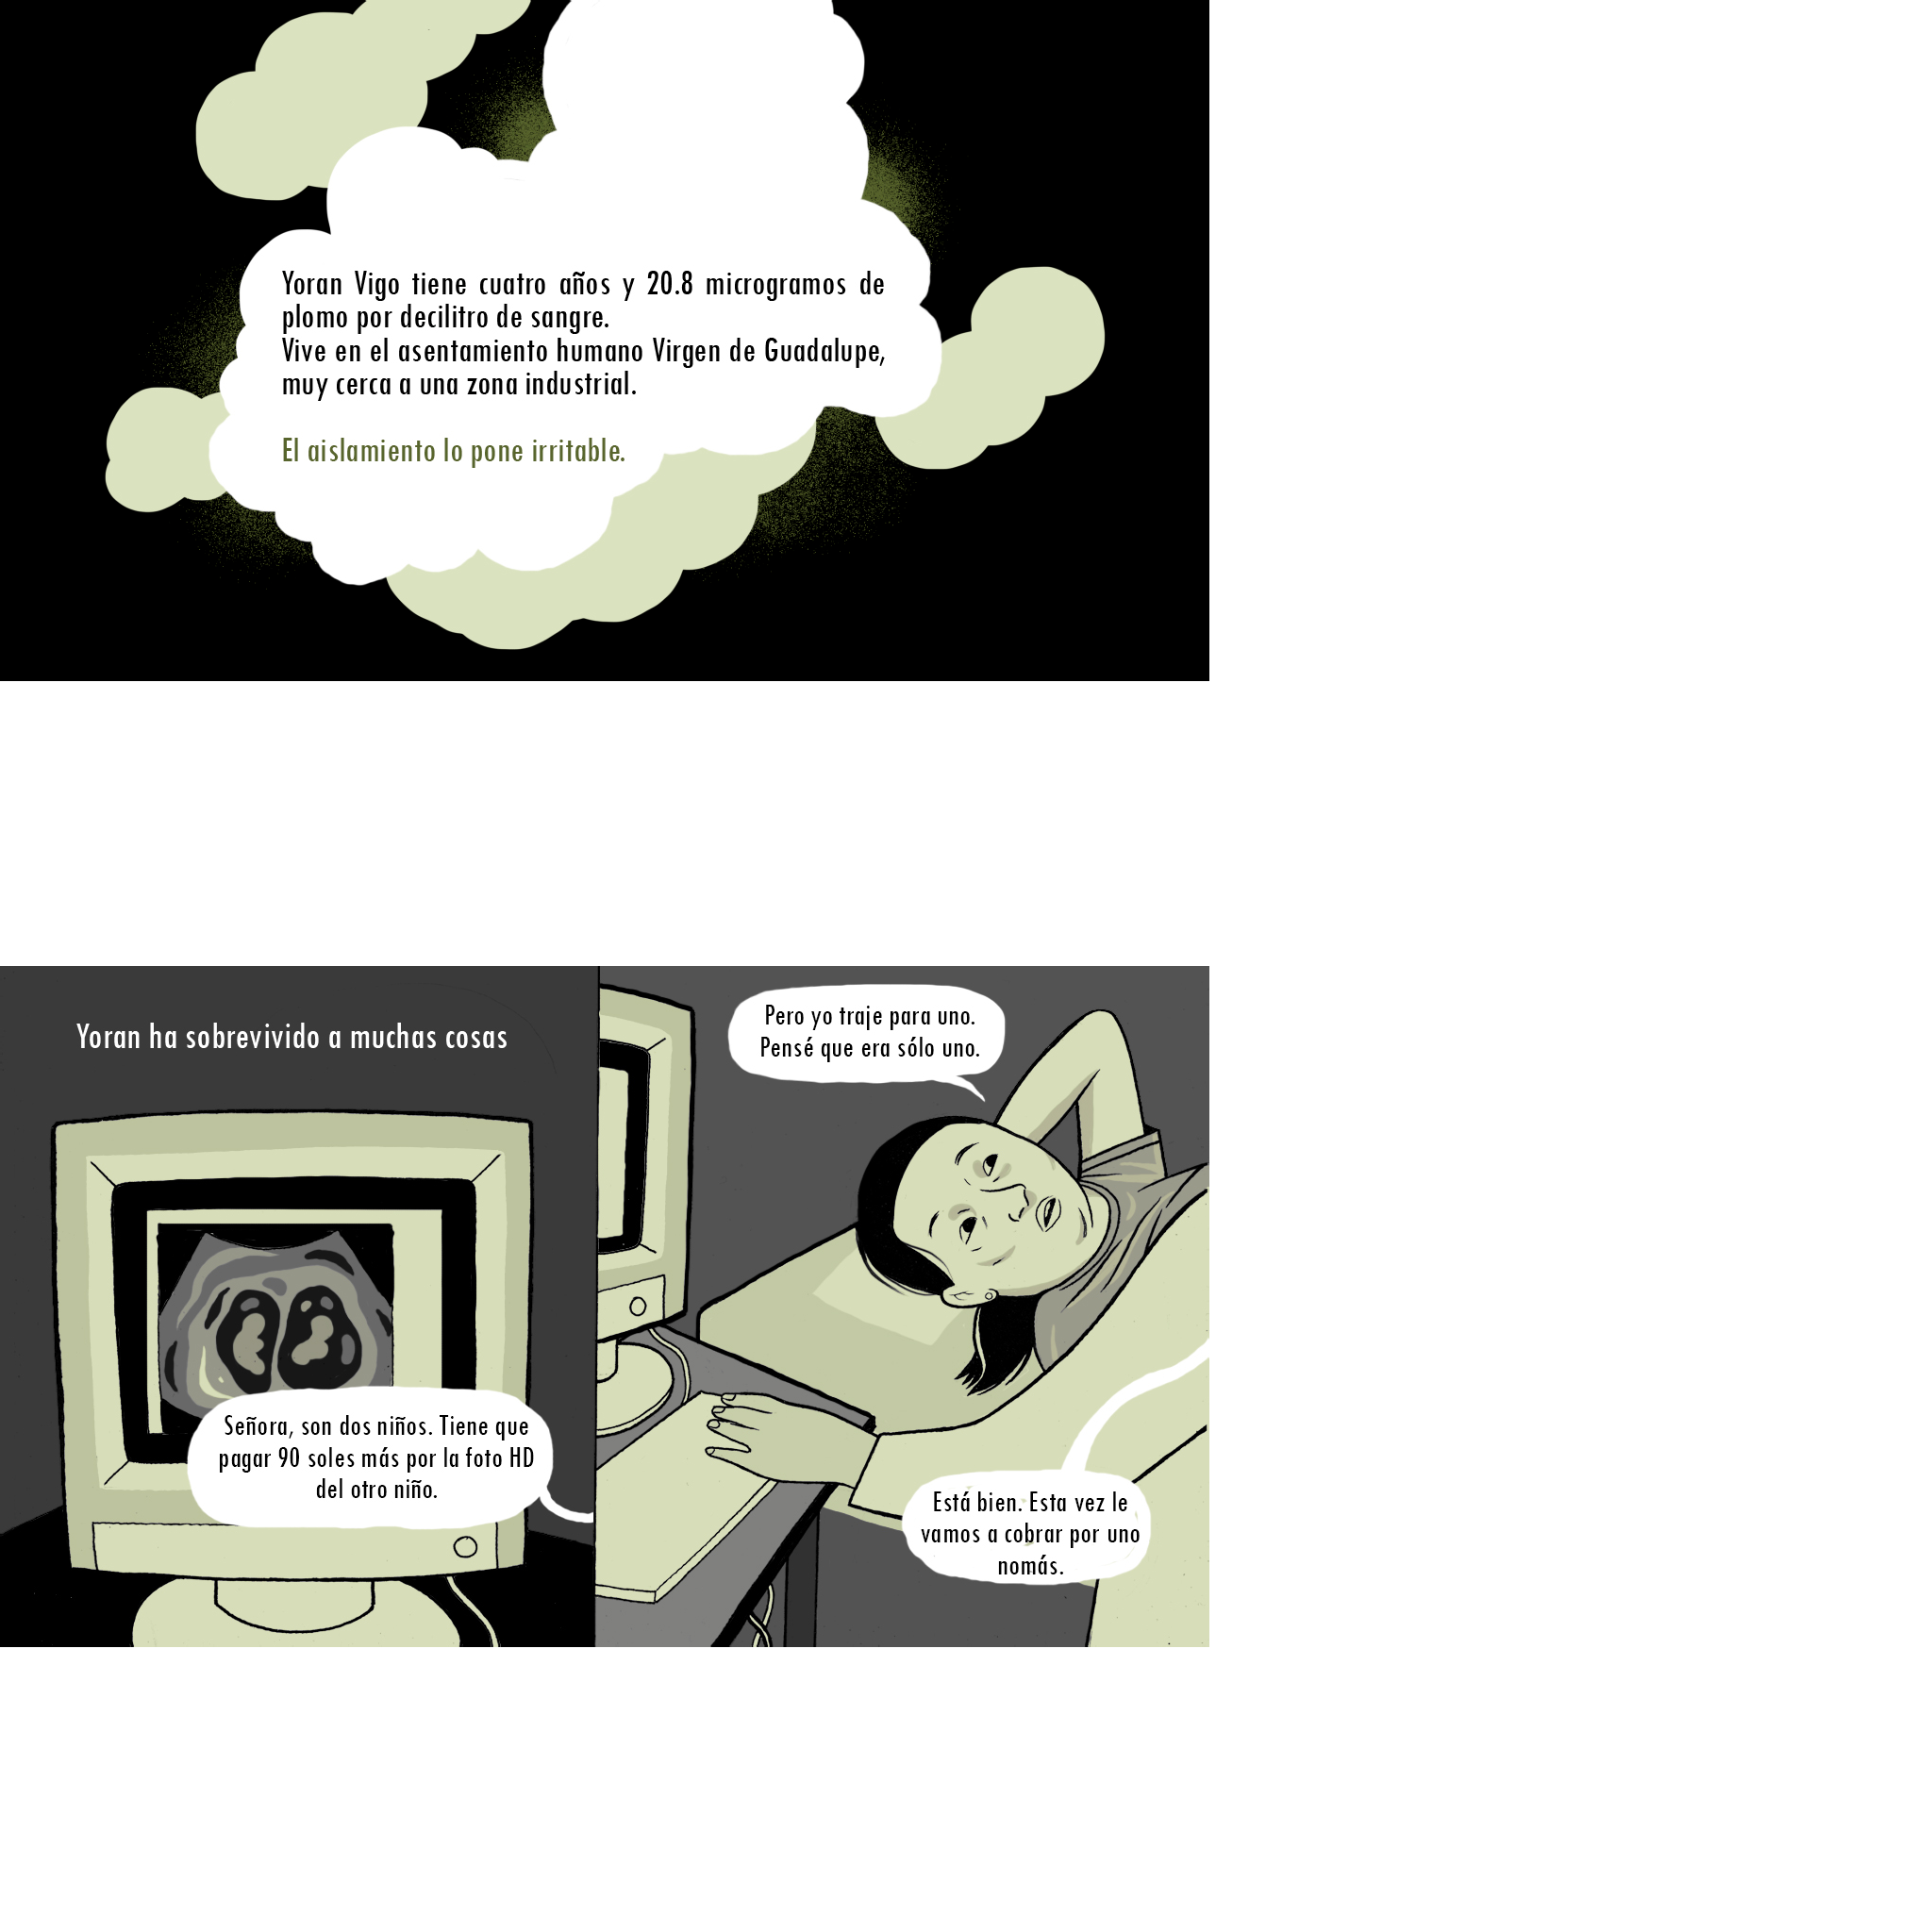 Yoran Vigo tiene cuatro años y 20.8 microgramos de
plomo por decilitro de sangre.
Vive en el asentamiento humano Virgen de Guadalupe,
muy cerca a una zona industrial.
El aislamiento lo pone irritable.
Yoran ha sobrevivido a muchas cosas
Señora, son dos niños. Tiene que
pagar 90 soles más por la foto HD
del otro niño.
Pero yo traje para uno.
Pensé que era sólo uno.
Está bien. Esta vez le
vamos a cobrar por uno
nomás.